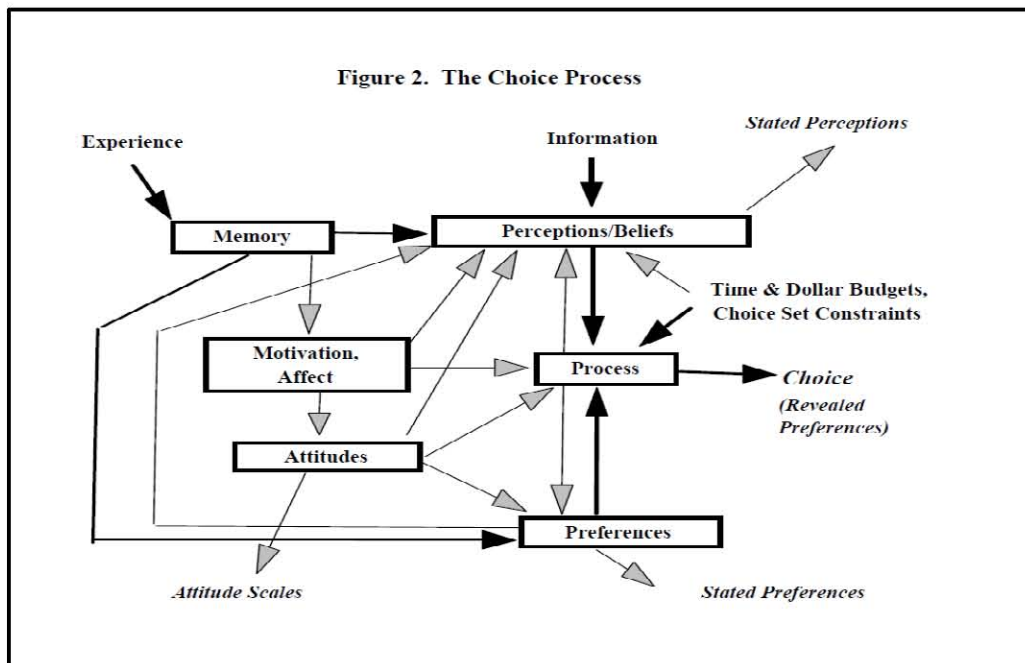 Figure 2. The Choice Process
Stated Perceptions
Experience
Information
Memory
Perceptions/Beliefs
Time & Dollar Budgets,
Choice Set Constraints
Motivation,
Affect
Process
Choice
(Revealed
Preferences)
Attitudes
Preferences
Attitude Scales
Stated Preferences